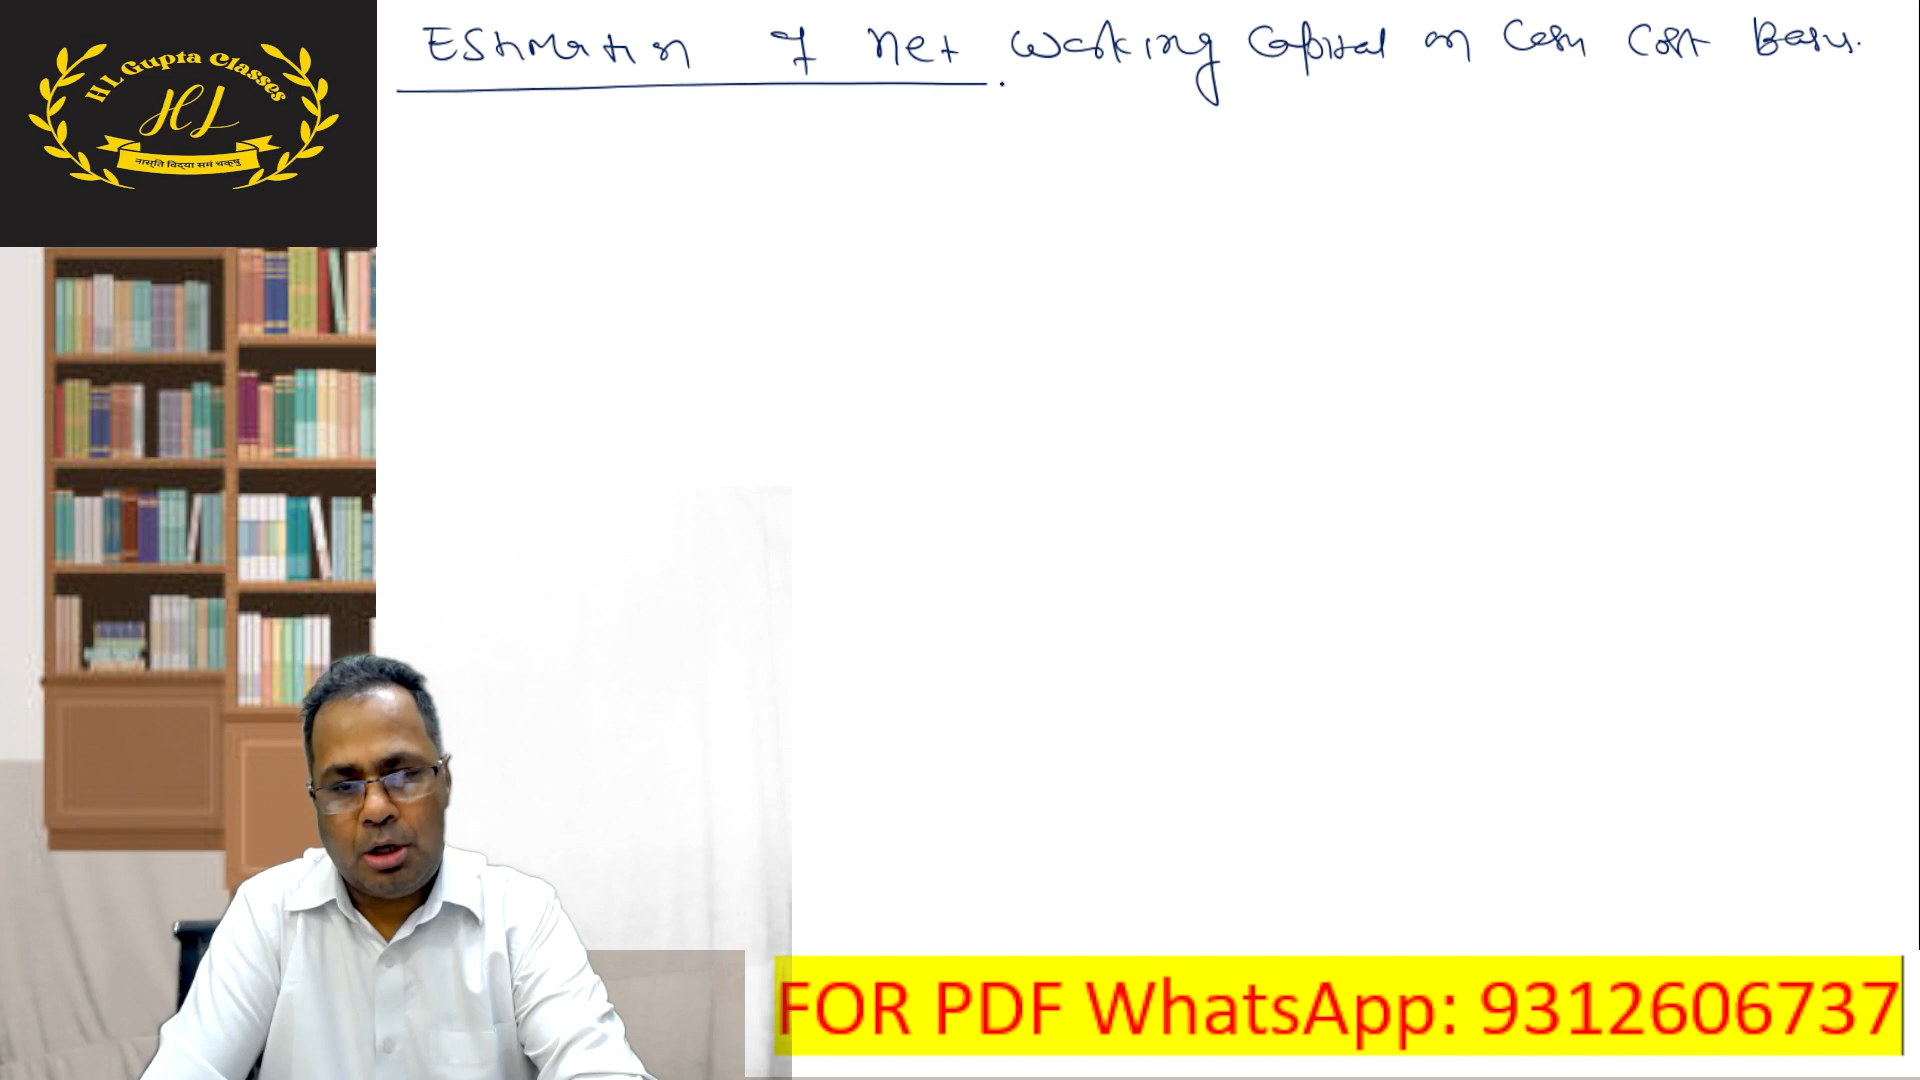 Estimation of net working Capital on Cash Cost Basis.
HL Gupta Classes
HL
नास्ति विद्या समं चक्षु
FOR PDF WhatsApp: 9312606737